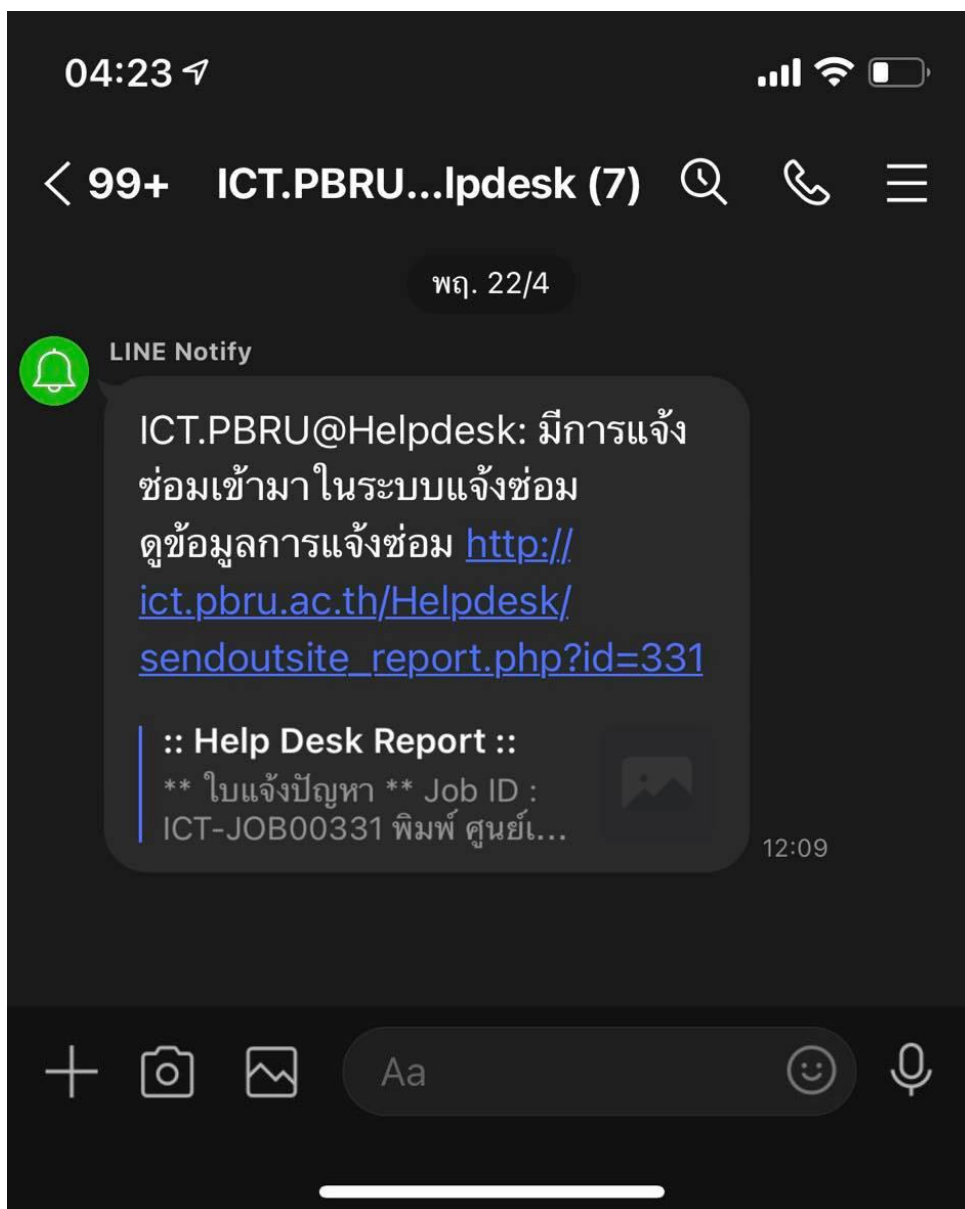 04:23
99+ ICT.PBRU...lpdesk (7)
พฤ. 22/4
LINE Notify
ICT.PBRU@Helpdesk: มีการแจ้ง
ซ่อมเข้ามาในระบบแจ้งซ่อม
ดูข้อมูลการแจ้งซ่อม http://
ict.pbru.ac.th/Helpdesk/
sendoutsite_report.php?id=331
:: Help Desk Report ::
** ใบแจ้งปัญหา ** Job ID :
ICT-JOB00331 พิมพ์ ศูนย์เ...
12:09
Aa